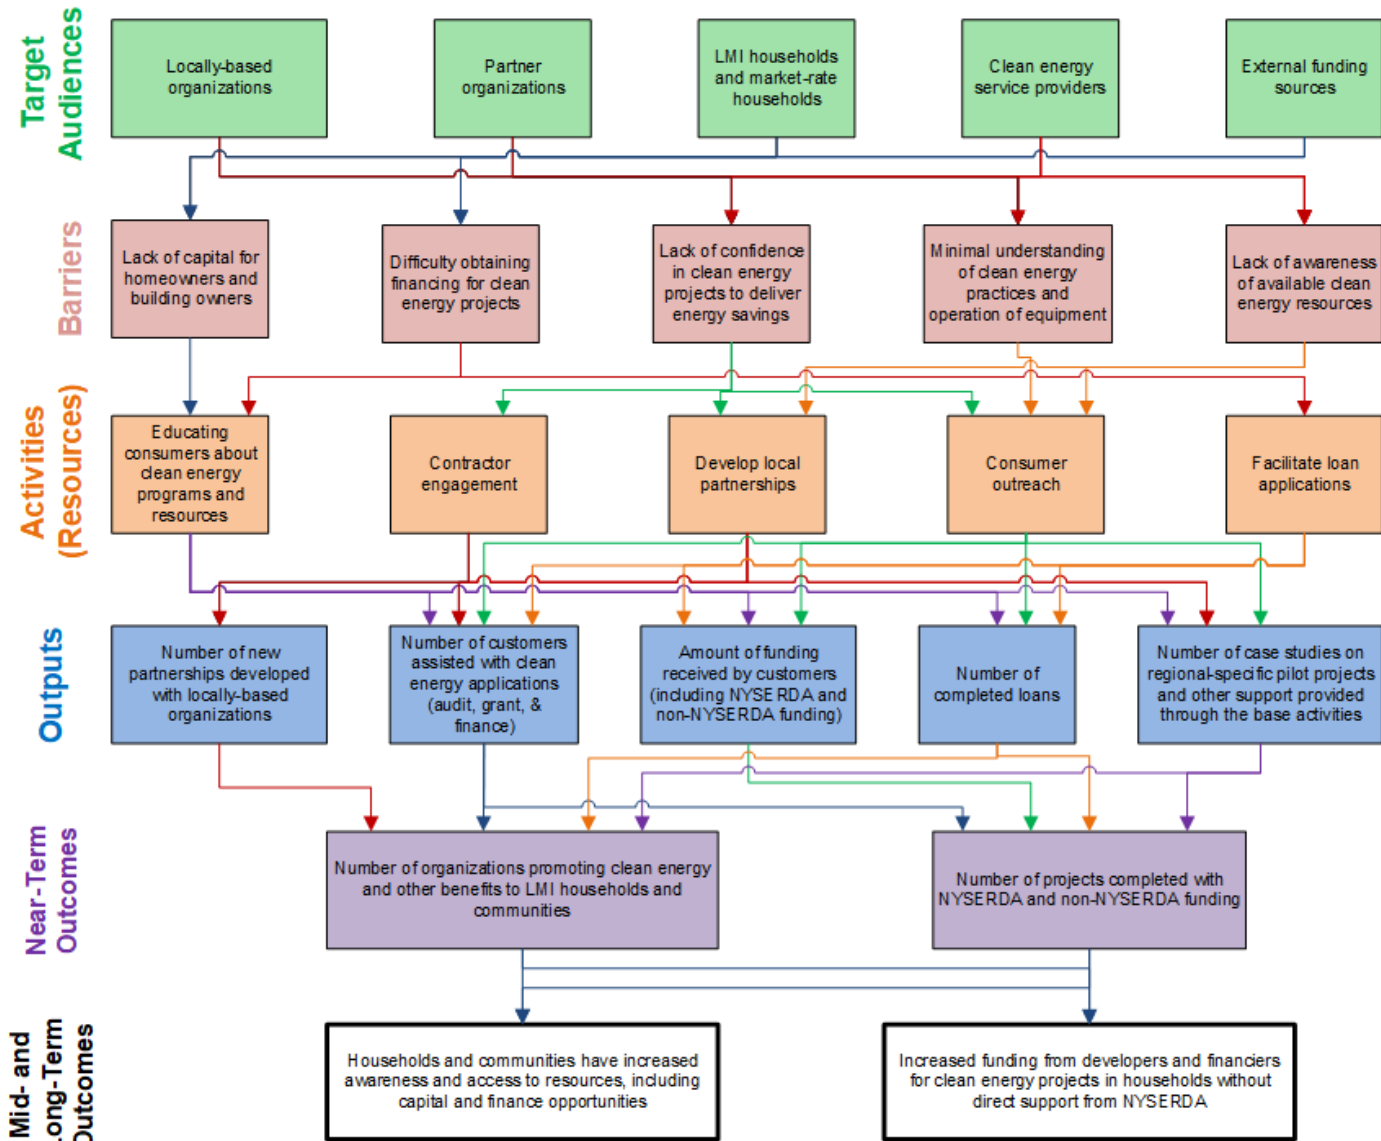 Target
Audiences
Locally-based
organizations
Partner
organizations
LMI households
and market-rate
households
Clean energy
service providers
External funding
sources
Barriers
Lack of capital for
homeowners and
building owners
Difficulty obtaining
financing for clean
energy projects
Lack of confidence
in clean energy
projects to deliver
energy savings
Minimal understanding
of clean energy
practices and
operation of equipment
Lack of awareness
of available clean
energy resources
Activities
(Resources)
Educating
consumers about
clean energy
programs and
resources
Contractor
engagement
Develop local
partnerships
Consumer
outreach
Facilitate loan
applications
Outputs
Number of new
partnerships developed
with locally-based
organizations
Number of customers
assisted with clean
energy applications
(audit, grant, &
finance)
Amount of funding
received by customers
(including NYSERDA and
non-NYSERDA funding)
Number of
completed loans
Number of case studies on
regional-specific pilot projects
and other support provided
through the base activities
Near-Term
Outcomes
Number of organizations promoting clean energy
and other benefits to LMI households and
communities
Number of projects completed with
NYSERDA and non-NYSERDA funding
Mid- and
Long-Term
Outcomes
Households and communities have increased
awareness and access to resources, including
capital and finance opportunities
Increased funding from developers and financiers
for clean energy projects in households without
direct support from NYSERDA